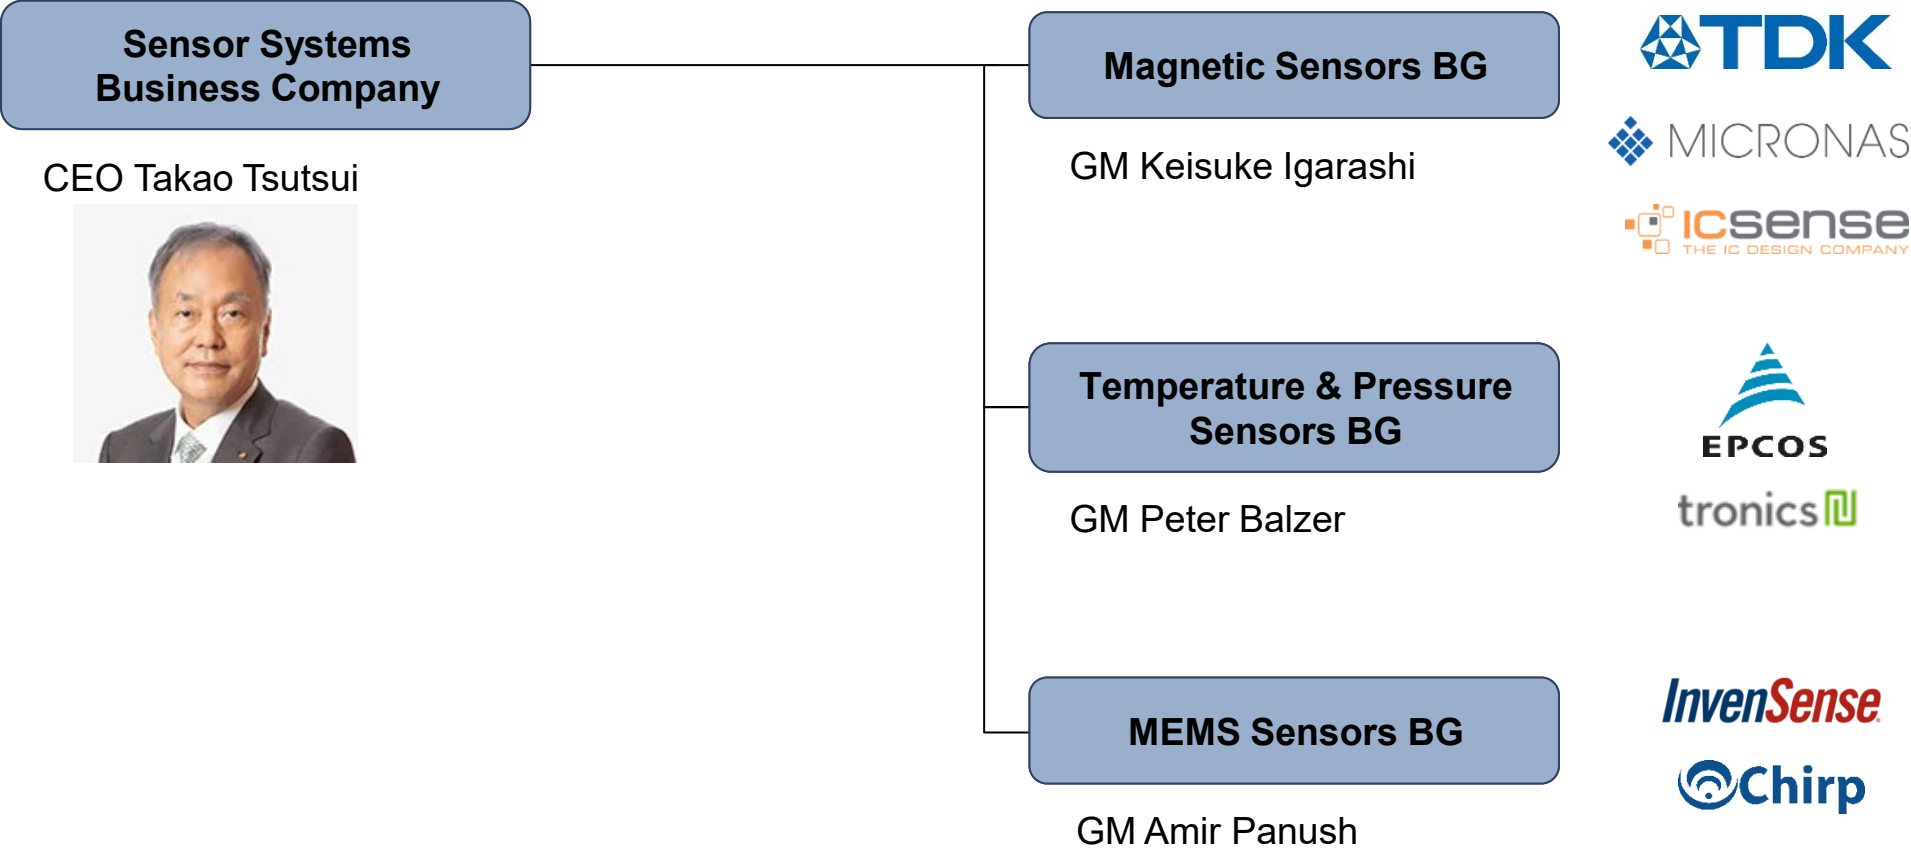 Sensor Systems
Business Company
CEO Takao Tsutsui
Magnetic Sensors BG
GM Keisuke Igarashi
TDK
MICRONAS
ICsense
THE IC DESIGN COMPANY
Temperature & Pressure
Sensors BG
GM Peter Balzer
EPCOS
tronics
MEMS Sensors BG
GM Amir Panush
InvenSense
Chirp